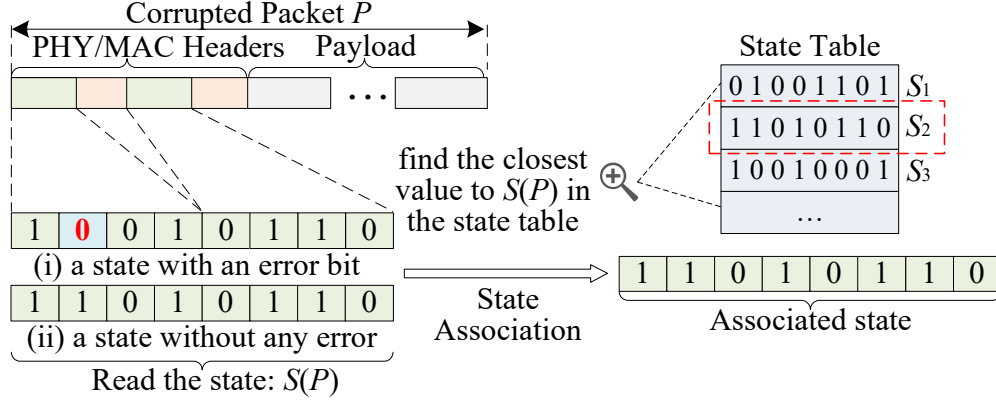 Corrupted Packet P
PHY/MAC Headers Payload
...
1 0 0 1 0 1 1 0
(i) a state with an error bit
1 1 0 1 0 1 1 0
(ii) a state without any error
Read the state: S(P)
find the closest
value to S(P) in
the state table
State Table
0 1 0 0 1 1 0 1 S1
1 1 0 1 0 1 1 0 S2
1 0 0 1 0 0 0 1 S3
...
State
Association
1 1 0 1 0 1 1 0
Associated state